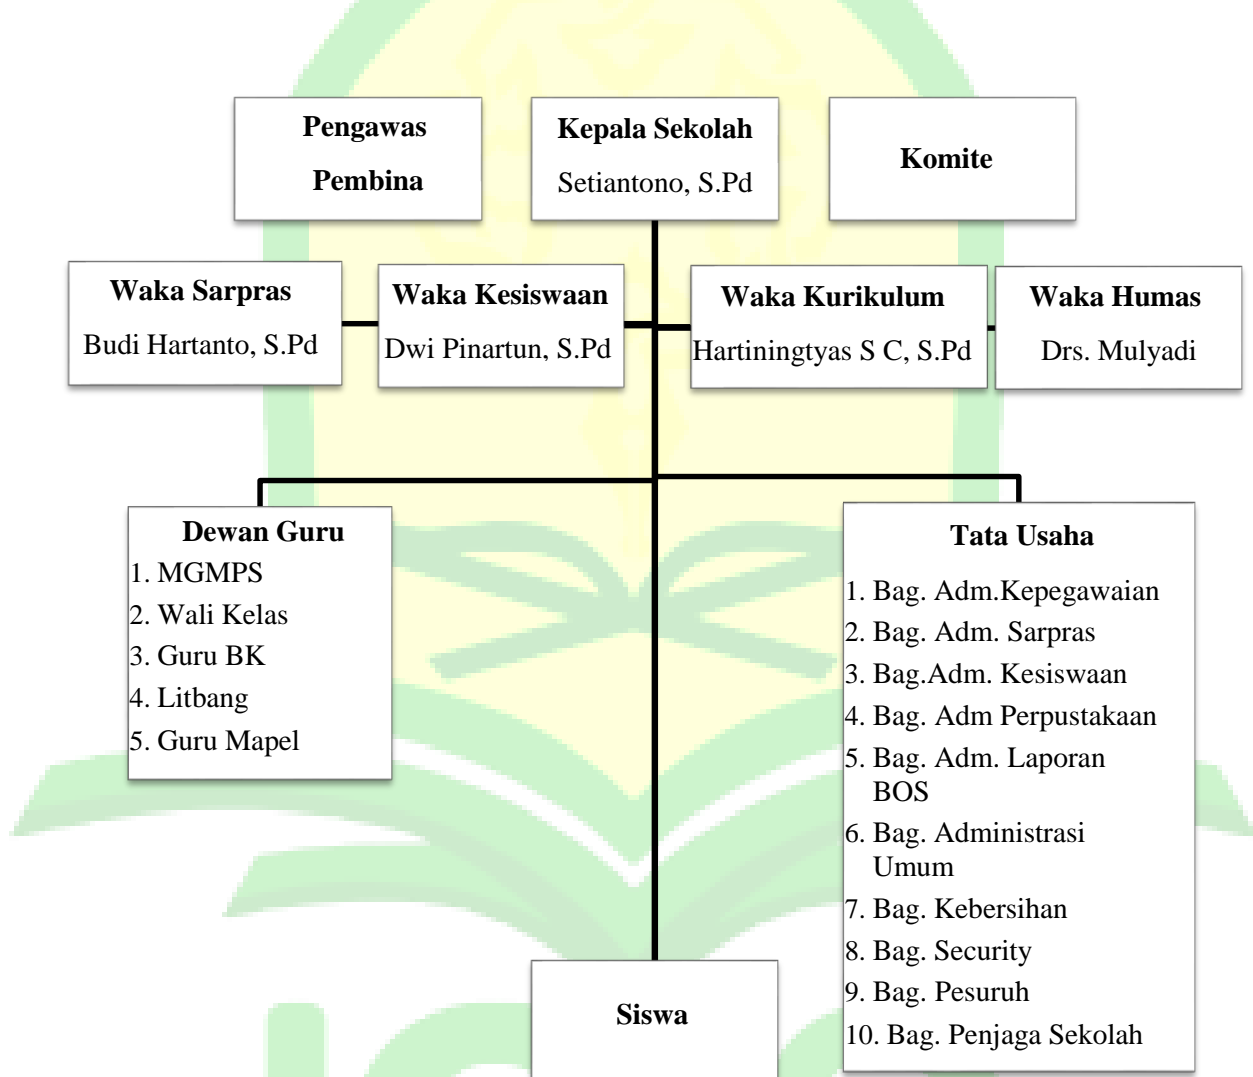 Pengawas
Pembina
Kepala Sekolah
Setiantono, S.Pd
Komite
Waka Sarpras
Budi Hartanto, S.Pd
Waka Kesiswaan
Dwi Pinartun, S.Pd
Waka Kurikulum
Hartiningtyas S C, S.Pd
Waka Humas
Drs. Mulyadi
Dewan Guru
1. MGMPS
2. Wali Kelas
3. Guru BK
4. Litbang
5. Guru Mapel
Tata Usaha
1. Bag. Adm.Kepegawaian
2. Bag. Adm. Sarpras
3. Bag.Adm. Kesiswaan
4. Bag. Adm Perpustakaan
5. Bag. Adm. Laporan
BOS
6. Bag. Administrasi
Umum
7. Bag. Kebersihan
8. Bag. Security
9. Bag. Pesuruh
10. Bag. Penjaga Sekolah
Siswa